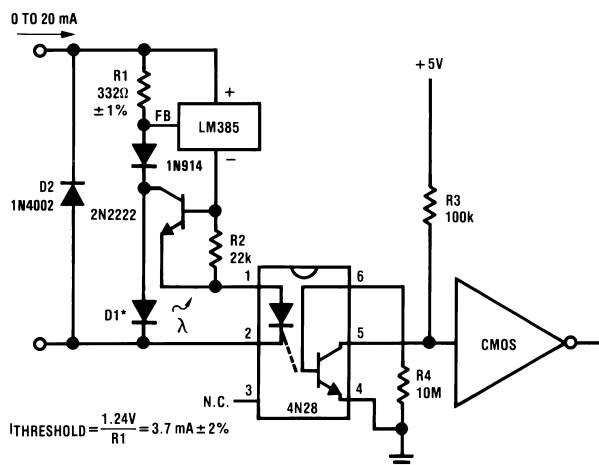 0 TO 20 mA
+5V
R1
332Ω
±1%
FB
+
LM385
−
1N914
D2
1N4002
2N2222
R2
22k
R3
100k
D1*
λ
1
2
3
N.C.
4N28
6
5
4
R4
10M
CMOS
ITHRESHOLD = 1.24V / R1 = 3.7 mA ± 2%